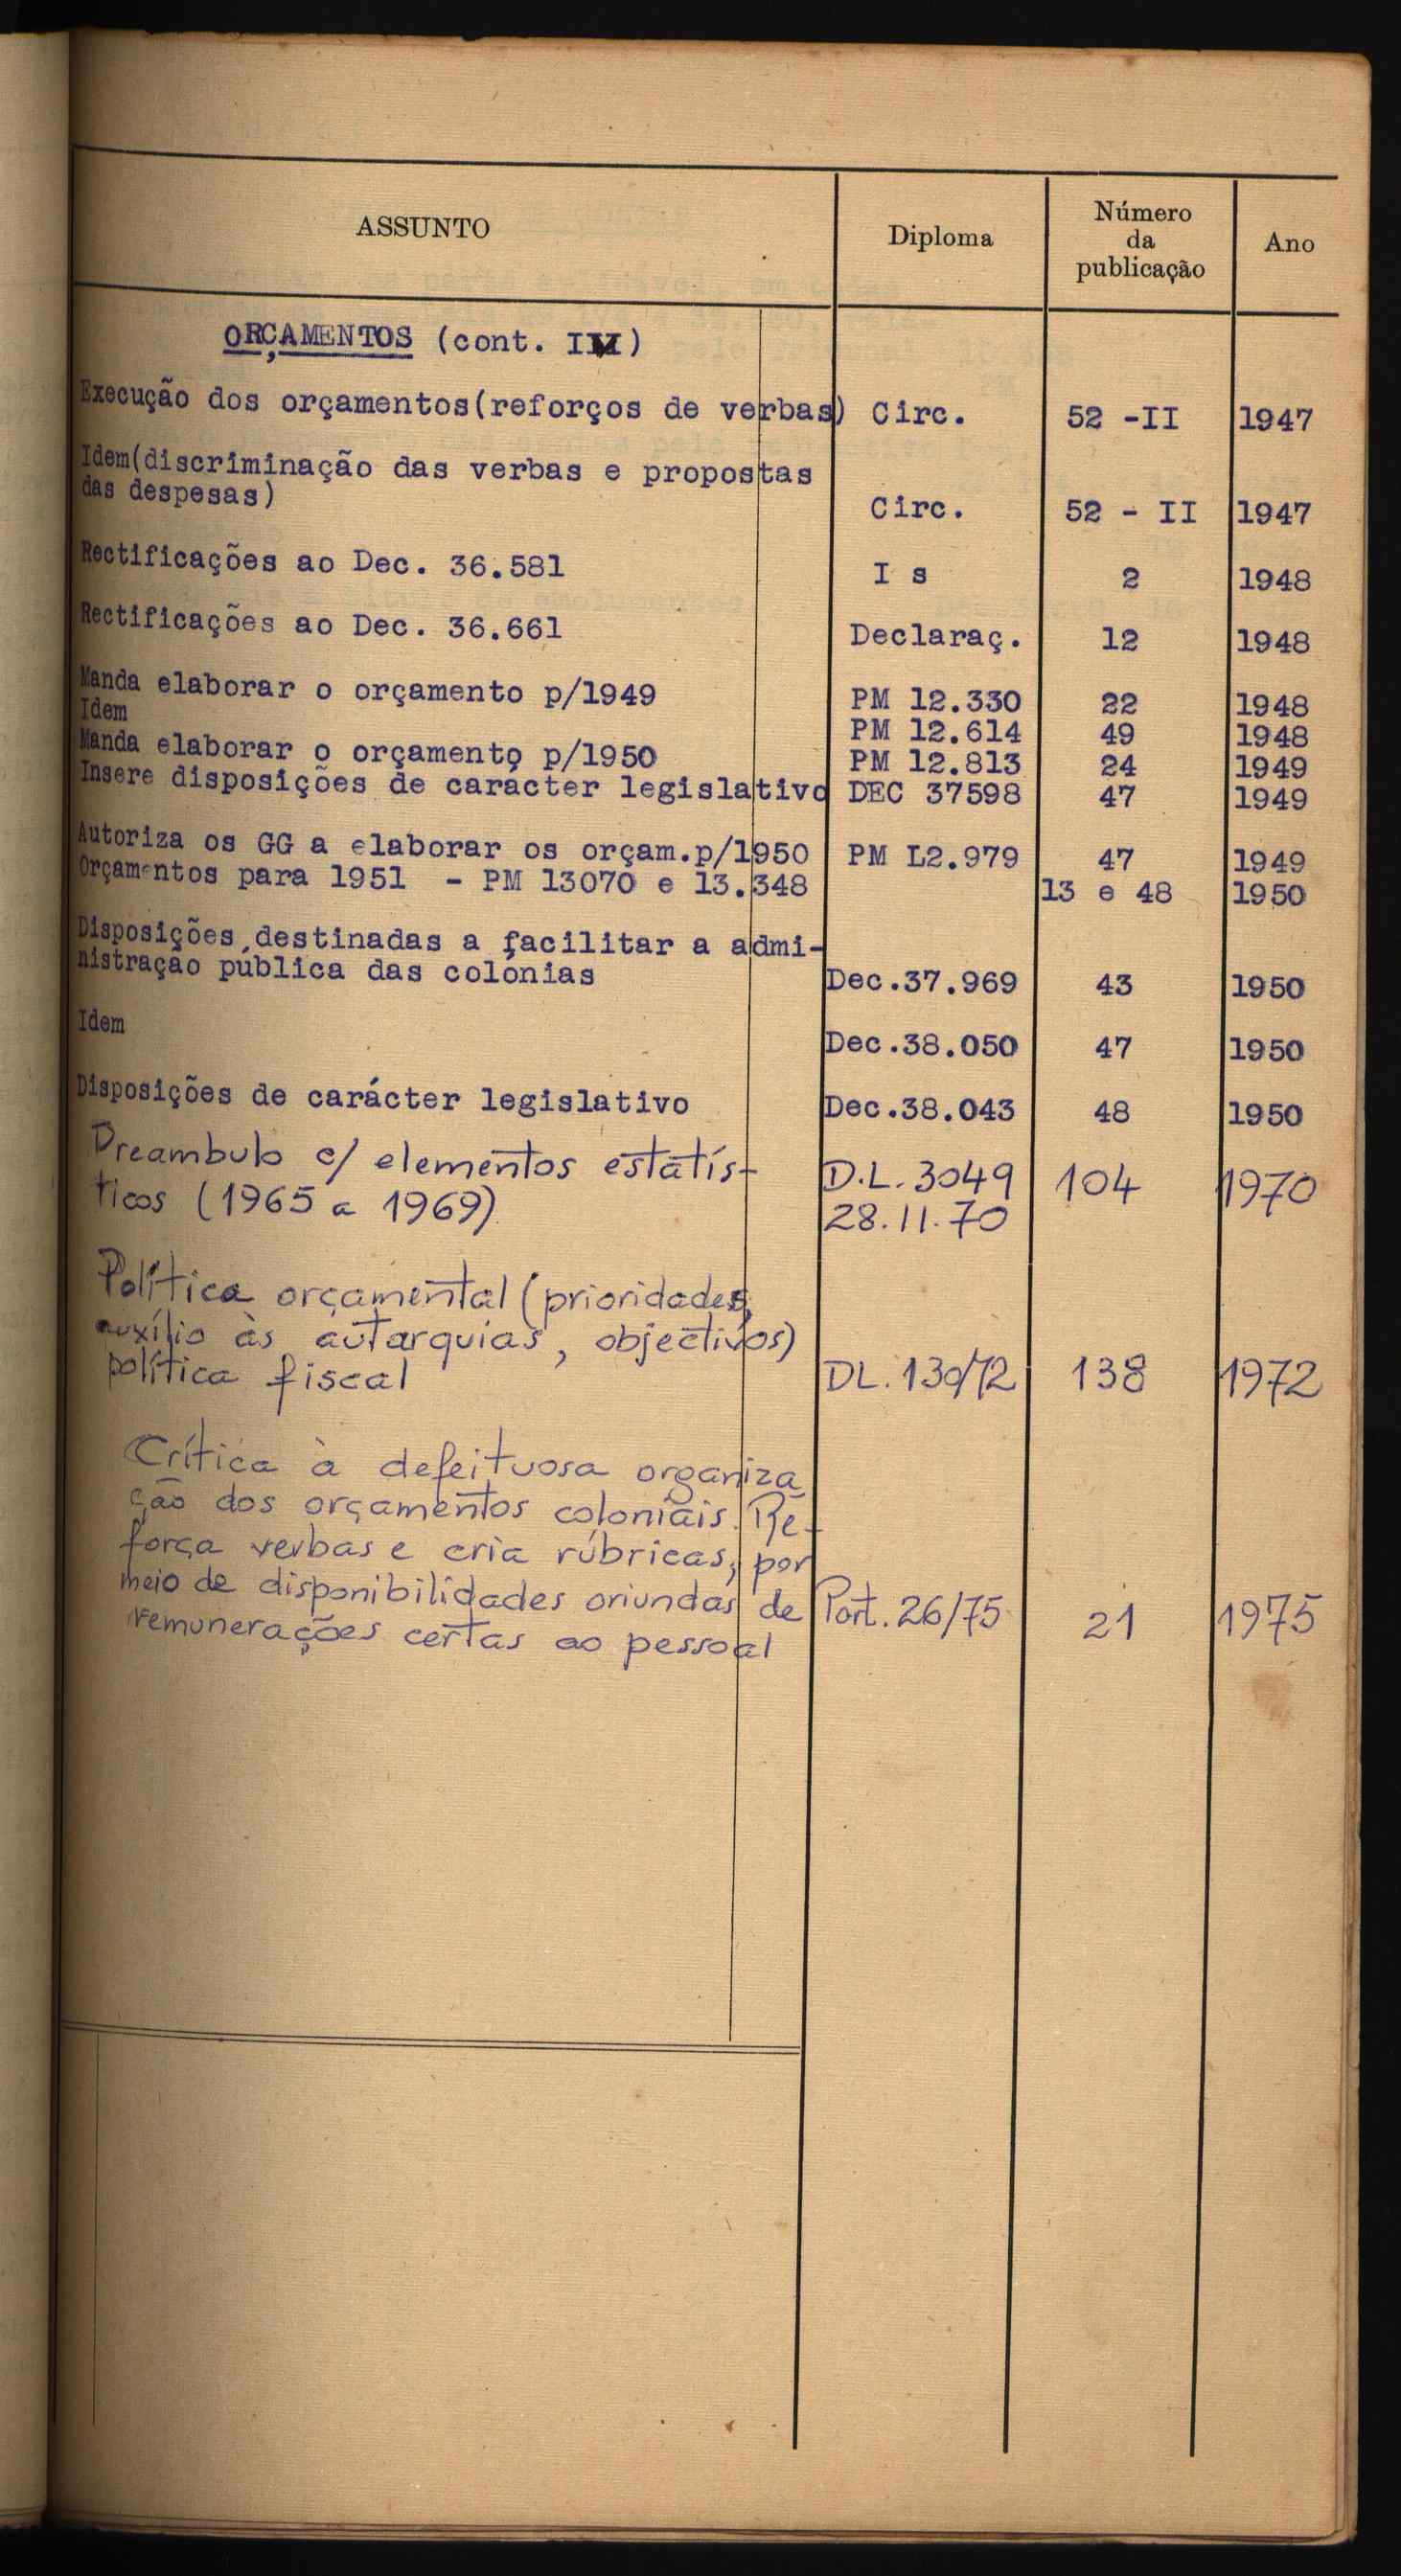 ASSUNTO Diploma Número da publicação Ano
ORÇAMENTOS (cont. )
Execução dos orçamentos(reforços de verbas) Circ. 52 -II 1947
Idem(discriminação das verbas e propostas
das despesas) Circ. 52 - II 1947
Rectificações ao Dec. 36.581 I s 2 1948
Rectificações ao Dec. 36.661 Declaraç. 12 1948
Manda elaborar o orçamento p/1949 PM 12.330 22 1948
Idem PM 12.614 49 1948
Manda elaborar o orçamento p/1950 PM 12.813 24 1949
Insere disposições de caracter legislativo DEC 37598 47 1949
Autoriza os GG a elaborar os orçam.p/1950 PM L2.979 47 1949
Orçamentos para 1951 - PM 13070 e 13.348 13 e 48 1950
Disposições destinadas a facilitar a admi-
nistração pública das colonias Dec.37.969 43 1950
Idem Dec.38.050 47 1950
Disposições de carácter legislativo Dec.38.043 48 1950
Preambulo c/ elementos estatís- D.L. 3049 104 1970
ticos (1965 a 1969) 28.11.70
Política orçamental (prioridades,
auxílio às autarquias, objectivos)
política fiscal DL. 130/72 138 1972
Crítica à defeituosa organiza
ção dos orçamentos coloniais. Re-
força verbas e cria rúbricas, por
meio de disponibilidades oriundas de Port. 26/75 21 1975
remunerações certas ao pessoal